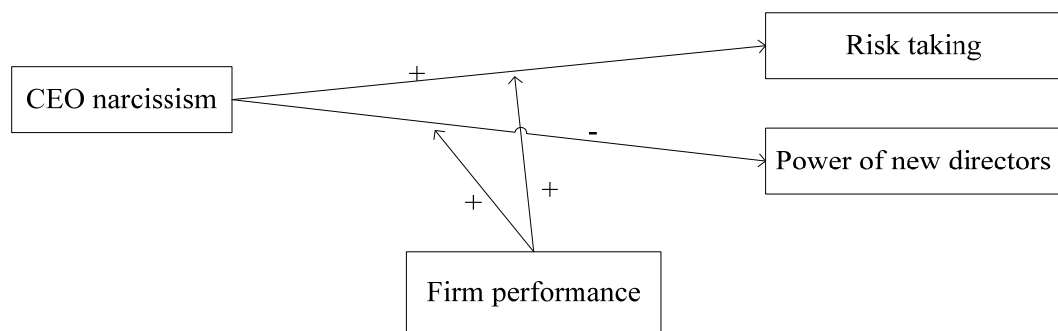 Risk taking
+
CEO narcissism
-
Power of new directors
+
+
Firm performance